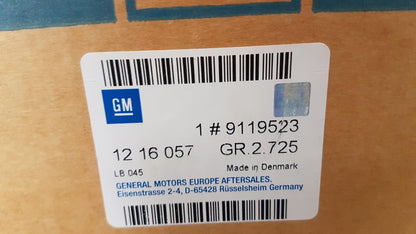 GM
1 # 9119523
12 16 057 GR.2.725
LB 045 Made in Denmark
GENERAL MOTORS EUROPE AFTERSALES.
Eisenstrasse 2-4, D-65428 Rüsselsheim Germany